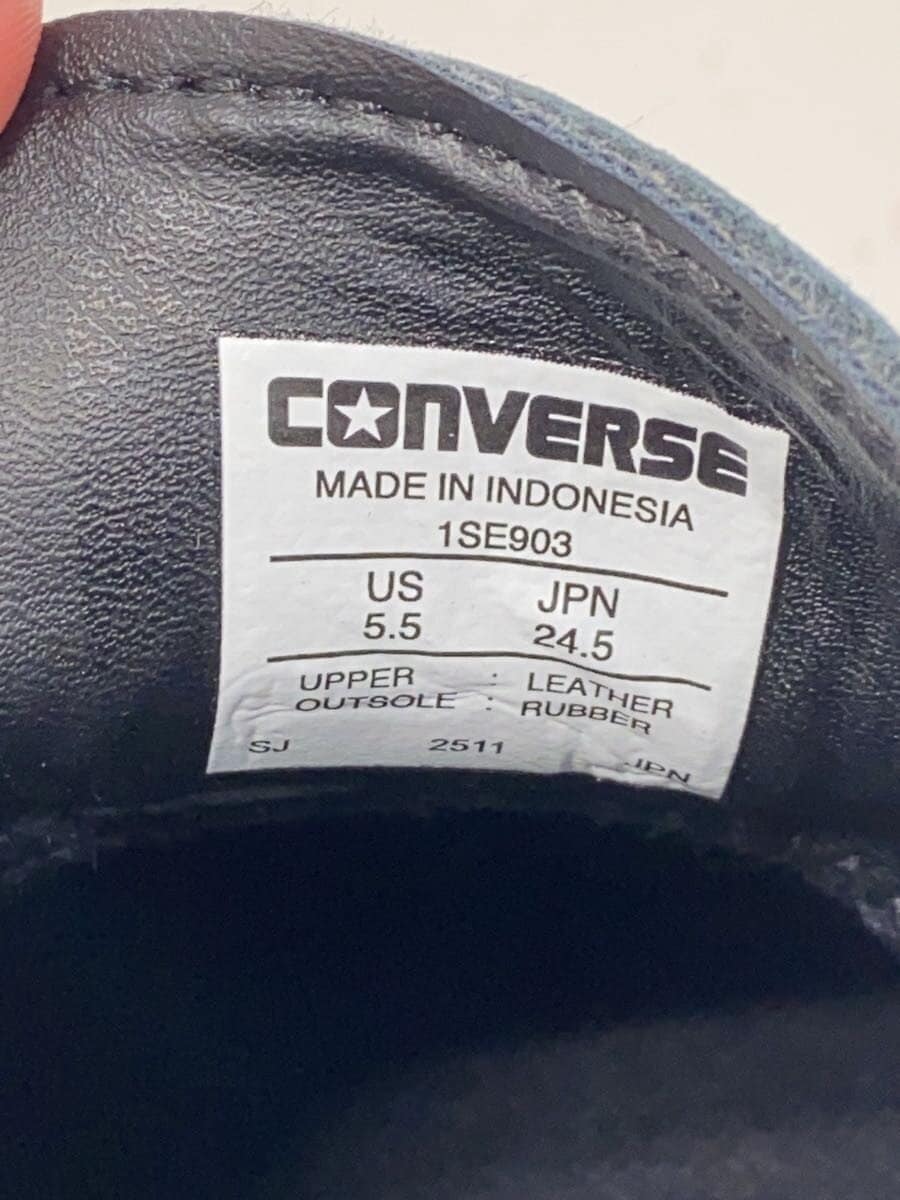 CONVERSE
MADE IN INDONESIA
1SE903
US JPN
5.5 24.5
UPPER : LEATHER
OUTSOLE : RUBBER
SJ 2511 JPN